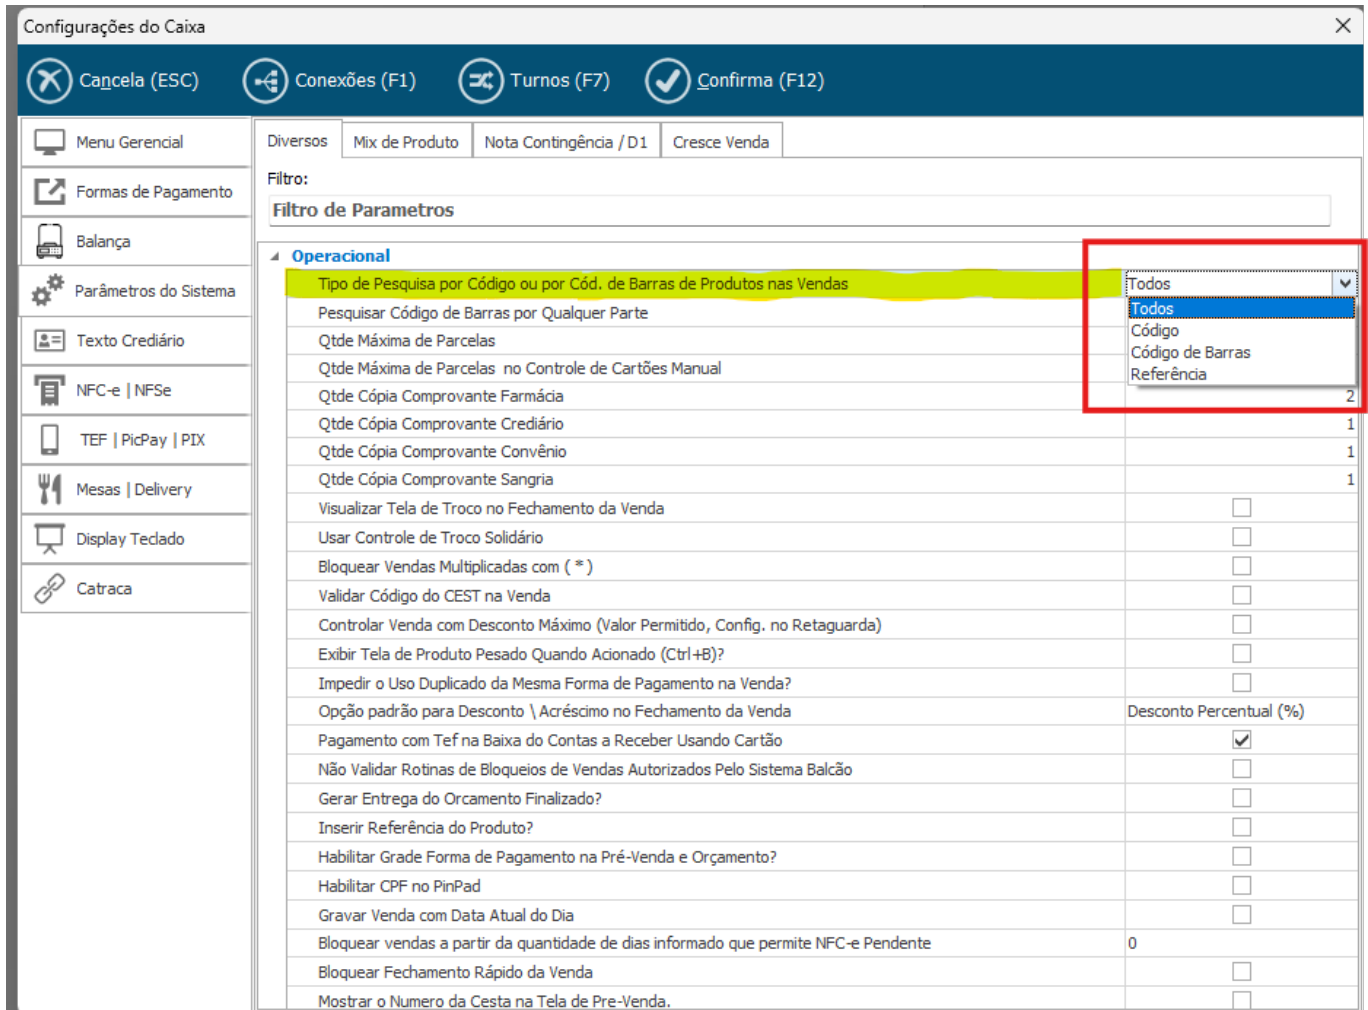 Configurações do Caixa
Cancela (ESC) Conexões (F1) Turnos (F7) Confirma (F12)
Menu Gerencial
Formas de Pagamento
Balança
Parâmetros do Sistema
Texto Crediário
NFC-e | NFSe
TEF | PicPay | PIX
Mesas | Delivery
Display Teclado
Catraca
Diversos Mix de Produto Nota Contingência / D1 Cresce Venda
Filtro:
Filtro de Parametros
Operacional
Tipo de Pesquisa por Código ou por Cód. de Barras de Produtos nas Vendas Todos
Todos
Código
Código de Barras
Referência
Pesquisar Código de Barras por Qualquer Parte
Qtde Máxima de Parcelas
Qtde Máxima de Parcelas no Controle de Cartões Manual
Qtde Cópia Comprovante Farmácia 2
Qtde Cópia Comprovante Crediário 1
Qtde Cópia Comprovante Convênio 1
Qtde Cópia Comprovante Sangria 1
Visualizar Tela de Troco no Fechamento da Venda
Usar Controle de Troco Solidário
Bloquear Vendas Multiplicadas com ( * )
Validar Código do CEST na Venda
Controlar Venda com Desconto Máximo (Valor Permitido, Config. no Retaguarda)
Exibir Tela de Produto Pesado Quando Acionado (Ctrl+B)?
Impedir o Uso Duplicado da Mesma Forma de Pagamento na Venda?
Opção padrão para Desconto \ Acréscimo no Fechamento da Venda Desconto Percentual (%)
Pagamento com Tef na Baixa do Contas a Receber Usando Cartão
Não Validar Rotinas de Bloqueios de Vendas Autorizados Pelo Sistema Balcão
Gerar Entrega do Orcamento Finalizado?
Inserir Referência do Produto?
Habilitar Grade Forma de Pagamento na Pré-Venda e Orçamento?
Habilitar CPF no PinPad
Gravar Venda com Data Atual do Dia
Bloquear vendas a partir da quantidade de dias informado que permite NFC-e Pendente 0
Bloquear Fechamento Rápido da Venda
Mostrar o Numero da Cesta na Tela de Pre-Venda.